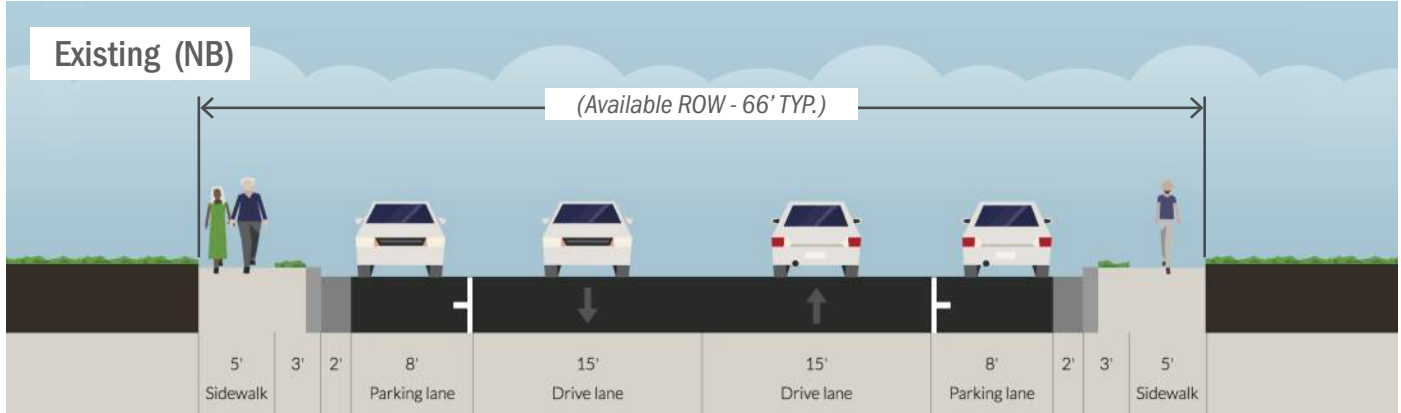 Existing (NB)
(Available ROW - 66' TYP.)
5' 3' 2' 8' 15' 15' 8' 2' 3' 5'
Sidewalk Parking lane Drive lane Drive lane Parking lane Sidewalk